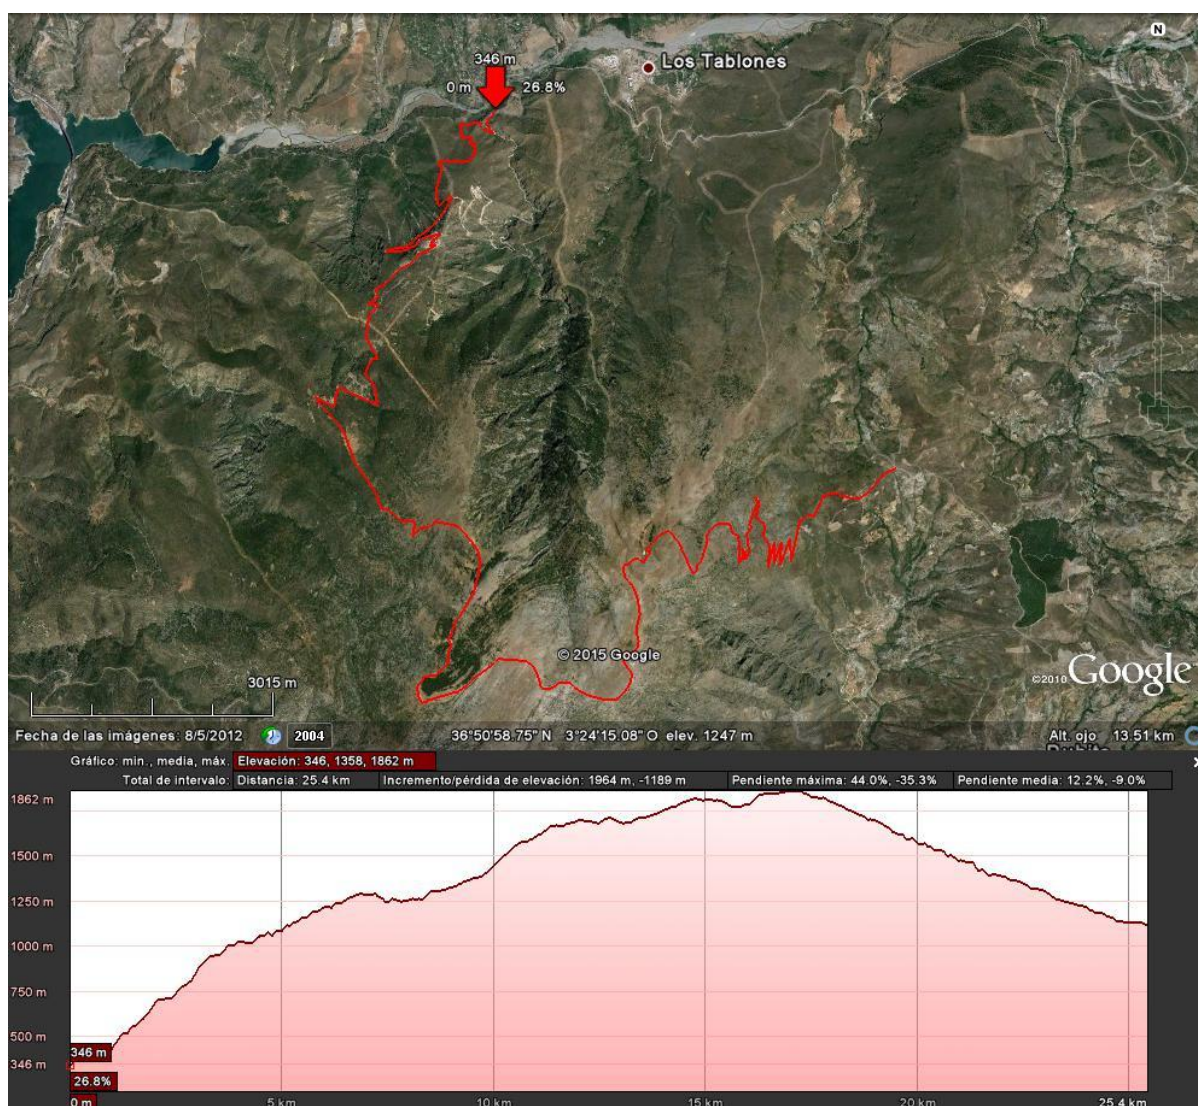 N
346 m
Los Tablones
0 m 26.8%
© 2015 Google
3015 m
©2010 Google
Fecha de las imágenes: 8/5/2012 2004 36°50'58.75" N 3°24'15.08" O elev. 1247 m Alt. ojo 13.51 km
Gráfico: min., media, máx. Elevación: 346, 1358, 1862 m
Total de intervalo: Distancia: 25.4 km Incremento/pérdida de elevación: 1964 m, -1189 m Pendiente máxima: 44.0%, -35.3% Pendiente media: 12.2%, -9.0%
1862 m
1500 m
1250 m
1000 m
750 m
500 m
346 m
346 m
26.8%
0 m 5 km 10 km 15 km 20 km 25.4 km